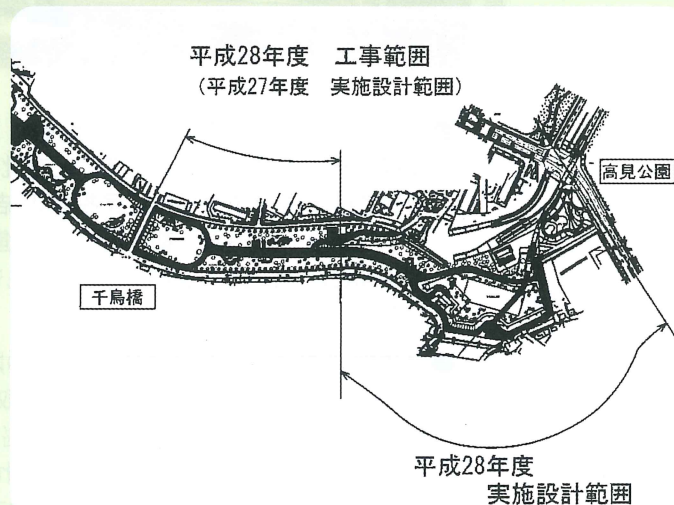 平成28年度　工事範囲
(平成27年度　実施設計範囲)
高見公園
千鳥橋
平成28年度
実施設計範囲